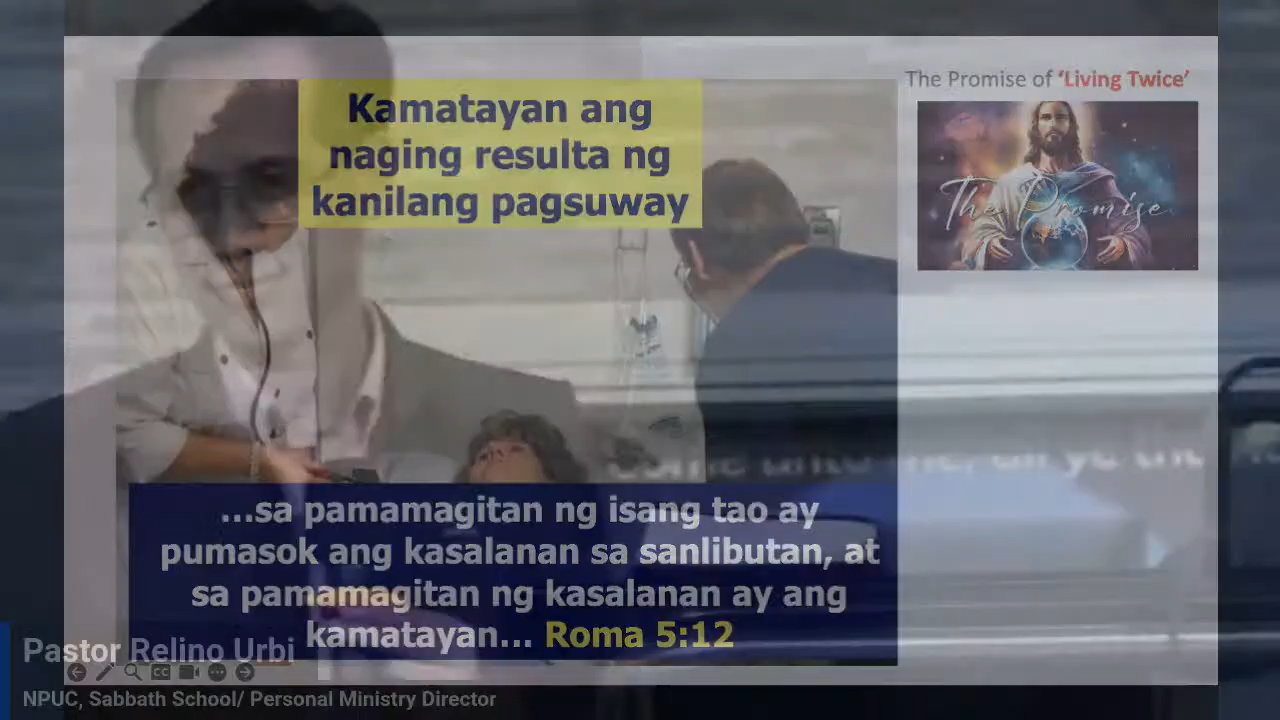 The Promise of ‘Living Twice’
The Promise
Kamatayan ang
naging resulta ng
kanilang pagsuway
...sa pamamagitan ng isang tao ay
pumasok ang kasalanan sa sanlibutan, at
sa pamamagitan ng kasalanan ay ang
kamatayan... Roma 5:12
Pastor Relino Urbi
NPUC, Sabbath School/ Personal Ministry Director